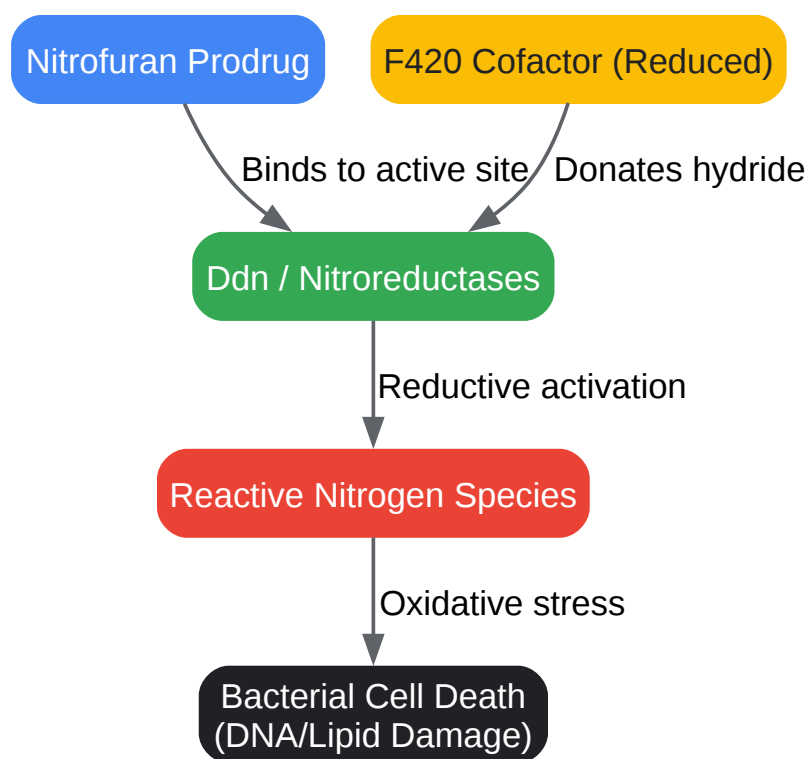 Nitrofuran Prodrug
F420 Cofactor (Reduced)
Binds to active site
Donates hydride
Ddn / Nitroreductases
Reductive activation
Reactive Nitrogen Species
Oxidative stress
Bacterial Cell Death
(DNA/Lipid Damage)